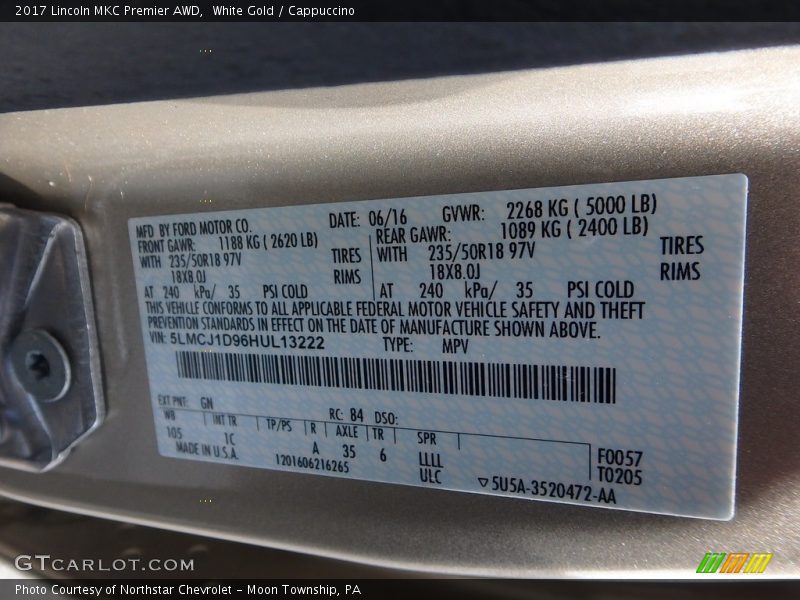 2017 Lincoln MKC Premier AWD, White Gold / Cappuccino
MFD BY FORD MOTOR CO. DATE: 06/16 GVWR: 2268 KG ( 5000 LB)
FRONT GAWR: 1188 KG ( 2620 LB) REAR GAWR: 1089 KG ( 2400 LB)
WITH 235/50R18 97V TIRES WITH 235/50R18 97V TIRES
18X8.0J RIMS 18X8.0J RIMS
AT 240 kPa/ 35 PSI COLD AT 240 kPa/ 35 PSI COLD
THIS VEHICLE CONFORMS TO ALL APPLICABLE FEDERAL MOTOR VEHICLE SAFETY AND THEFT
PREVENTION STANDARDS IN EFFECT ON THE DATE OF MANUFACTURE SHOWN ABOVE.
VIN: 5LMCJ1D96HUL13222 TYPE: MPV
EXT PNT: GN RC: 84 DSO:
WB INT TR TP/PS R AXLE TR SPR
105 1C A 35 6 LLLL F0057
MADE IN U.S.A. 1201606216265 ULC T0205
▽5U5A-3520472-AA
GTCARLOT.COM
Photo Courtesy of Northstar Chevrolet - Moon Township, PA